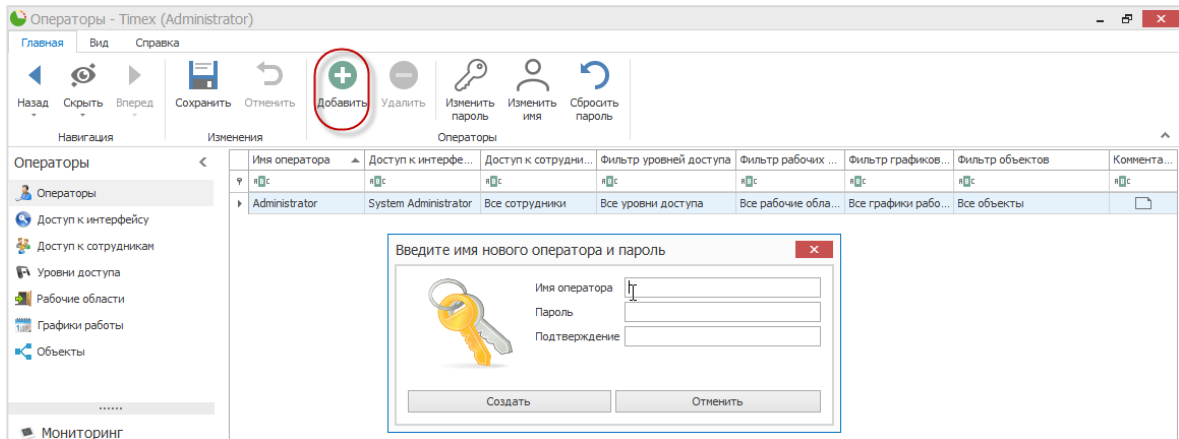 Операторы - Timex (Administrator)
Главная Вид Справка
Назад Скрыть Вперед Сохранить Отменить Добавить Удалить Изменить пароль Изменить имя Сбросить пароль
Навигация Изменения Операторы
Операторы
Имя оператора Доступ к интерфе... Доступ к сотрудни... Фильтр уровней доступа Фильтр рабочих ... Фильтр графиков... Фильтр объектов Коммента...
Операторы
Administrator System Administrator Все сотрудники Все уровни доступа Все рабочие обла... Все графики рабо... Все объекты
Доступ к интерфейсу
Доступ к сотрудникам
Уровни доступа
Рабочие области
Графики работы
Объекты
Мониторинг
Введите имя нового оператора и пароль
Имя оператора
Пароль
Подтверждение
Создать Отменить